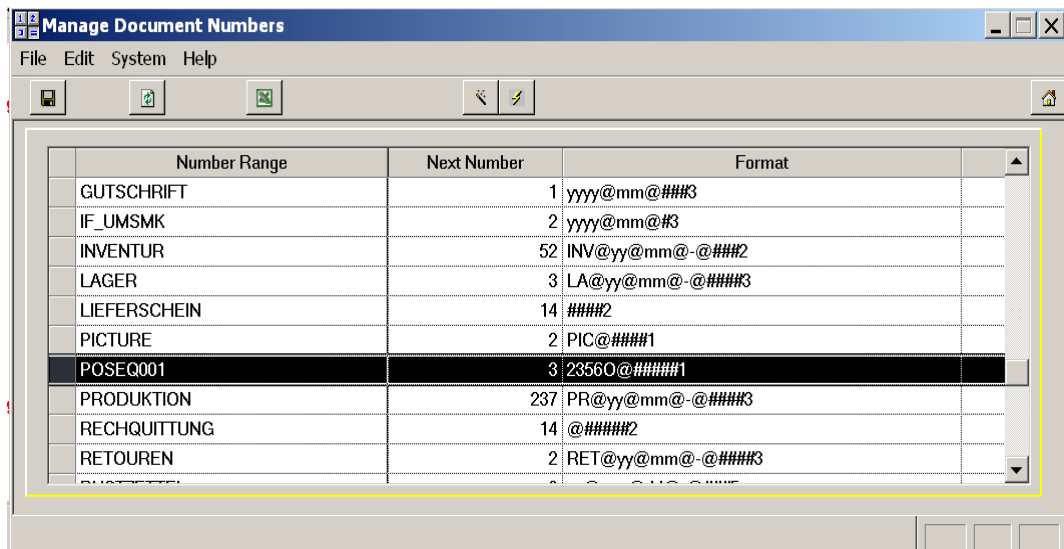 Manage Document Numbers
File Edit System Help
Number Range Next Number Format
GUTSCHRIFT 1 yyyy@mm@###3
IF_UMSMK 2 yyyy@mm@#3
INVENTUR 52 INV@yy@mm@-@###2
LAGER 3 LA@yy@mm@-@####3
LIEFERSCHEIN 14 ####2
PICTURE 2 PIC@####1
POSEQ001 3 2356O@#####1
PRODUKTION 237 PR@yy@mm@-@####3
RECHQUITTUNG 14 @#####2
RETOUREN 2 RET@yy@mm@-@####3